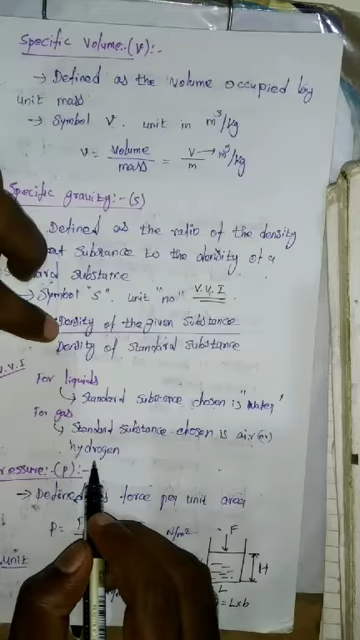 Specific Volume:-(V):-
→ Defined as the volume occupied by
unit mass
→ Symbol V. unit in m³/kg
V = Volume / mass = V/m → m³/kg
Specific gravity:-(S)
Defined as the ratio of the density
Substance to the density of a
substance
→ Symbol "S". unit "no" V.V.I
Density of the given Substance
Density of standard substance
V.V.I
For liquids
↳ Standard substance chosen is "Water"
For gas
↳ Standard substance chosen is air (or)
hydrogen
(P):-
→ Defined as force per unit area
P = N/m²
unit
F
H
L
= L×b